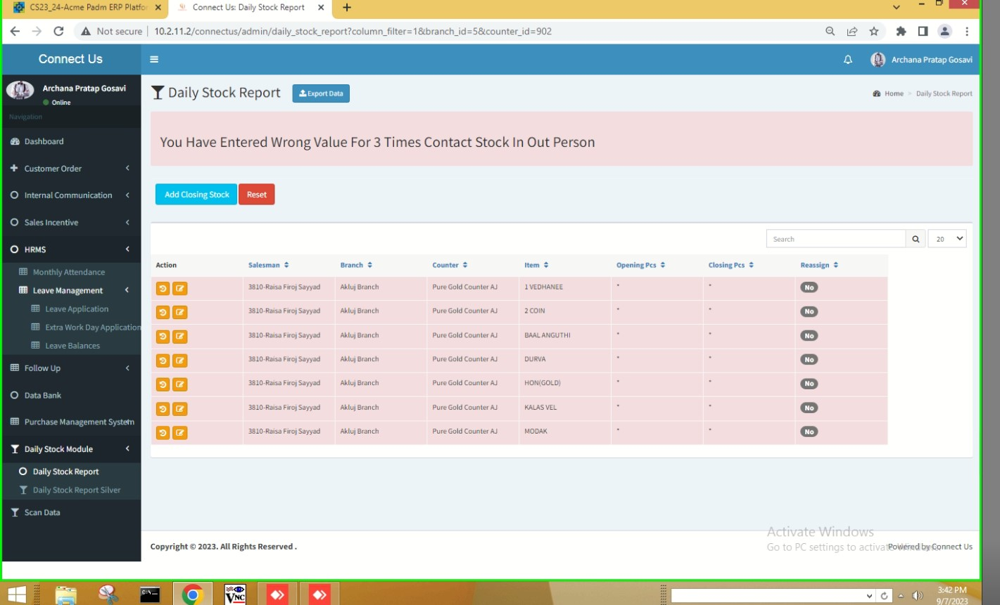 CS23_24-Acme Padm ERP Platfor
Connect Us: Daily Stock Report
Not secure
10.2.11.2/connectus/admin/daily_stock_report?column_filter=1&branch_id=5&counter_id=902
Connect Us
Archana Pratap Gosavi
Archana Pratap Gosavi
Online
Navigation
Dashboard
Customer Order
Internal Communication
Sales Incentive
HRMS
Monthly Attendance
Leave Management
Leave Application
Extra Work Day Application
Leave Balances
Follow Up
Data Bank
Purchase Management System
Daily Stock Module
Daily Stock Report
Daily Stock Report Silver
Scan Data
Daily Stock Report
Export Data
Home > Daily Stock Report
You Have Entered Wrong Value For 3 Times Contact Stock In Out Person
Add Closing Stock
Reset
Search
20
Action Salesman Branch Counter Item Opening Pcs Closing Pcs Reassign
3810-Raisa Firoj Sayyad Akluj Branch Pure Gold Counter AJ 1 VEDHANEE * * No
3810-Raisa Firoj Sayyad Akluj Branch Pure Gold Counter AJ 2 COIN * * No
3810-Raisa Firoj Sayyad Akluj Branch Pure Gold Counter AJ BAAL ANGUTHI * * No
3810-Raisa Firoj Sayyad Akluj Branch Pure Gold Counter AJ DURVA * * No
3810-Raisa Firoj Sayyad Akluj Branch Pure Gold Counter AJ HON(GOLD) * * No
3810-Raisa Firoj Sayyad Akluj Branch Pure Gold Counter AJ KALAS VEL * * No
3810-Raisa Firoj Sayyad Akluj Branch Pure Gold Counter AJ MODAK * * No
Activate Windows
Go to PC settings to activate Windows.
Copyright © 2023. All Rights Reserved .
Powered by Connect Us
C:\
VNC
3:42 PM
9/7/2023